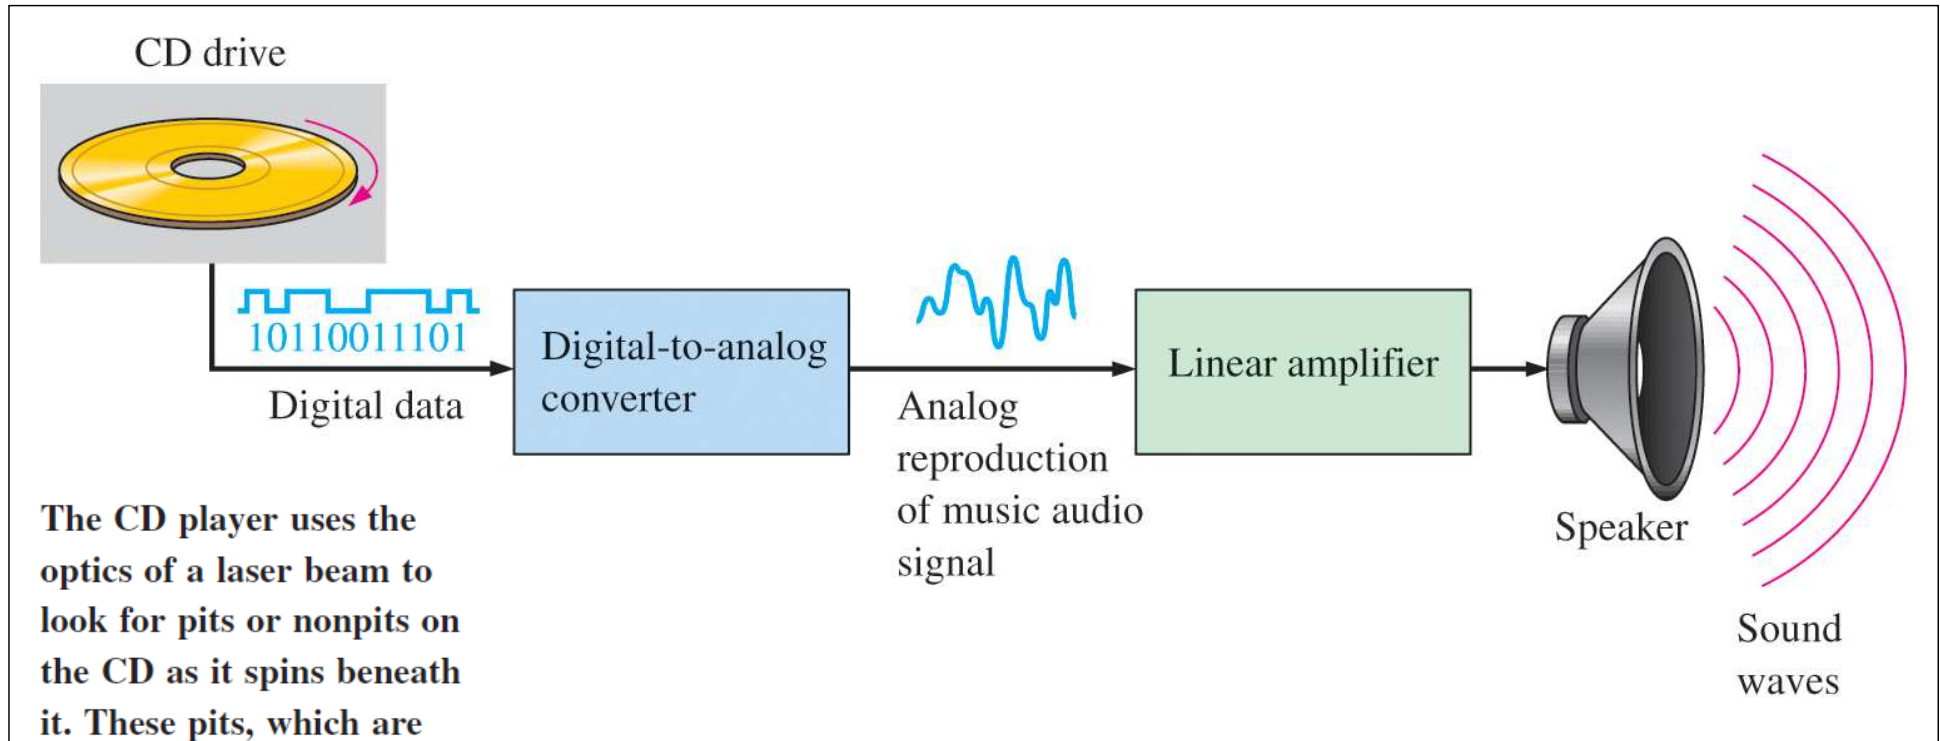 CD drive
10110011101
Digital data
Digital-to-analog
converter
Analog
reproduction
of music audio
signal
Linear amplifier
Speaker
Sound
waves
The CD player uses the
optics of a laser beam to
look for pits or nonpits on
the CD as it spins beneath
it. These pits, which are